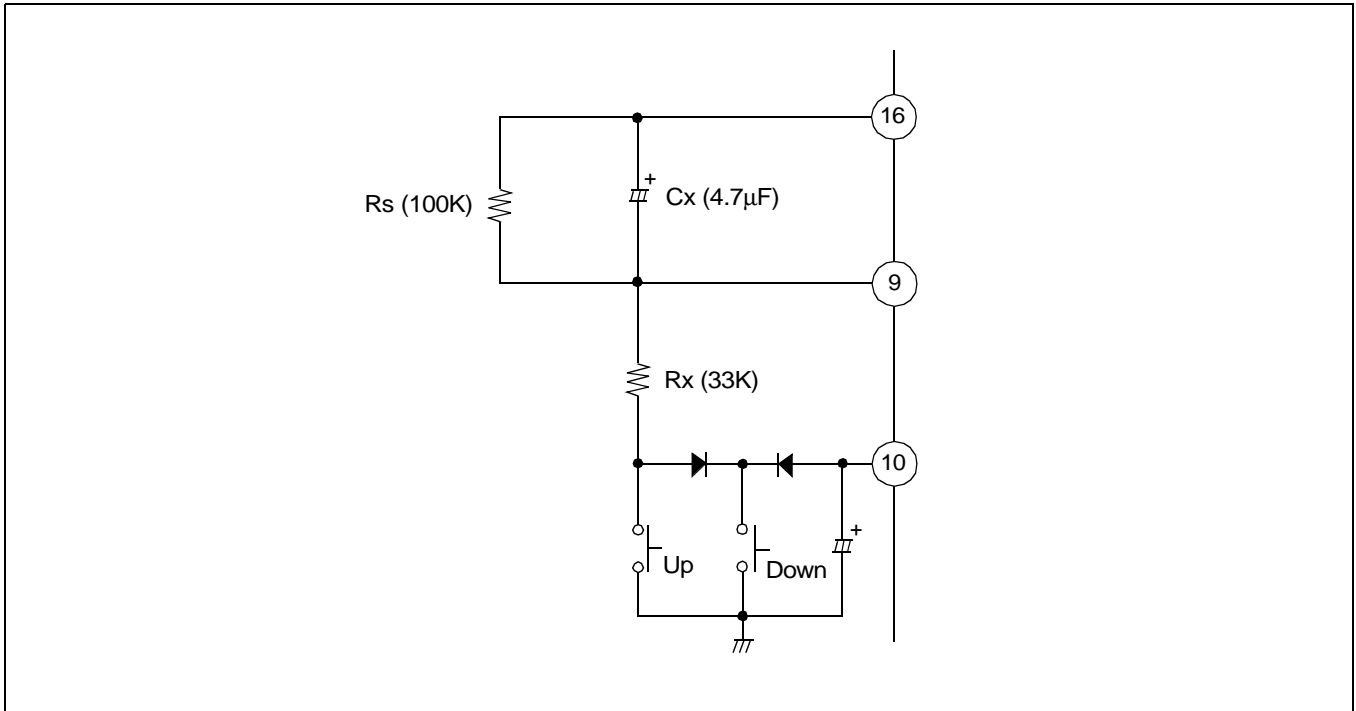 16
+
Rs (100K)
Cx (4.7μF)
9
Rx (33K)
10
+
Up
Down